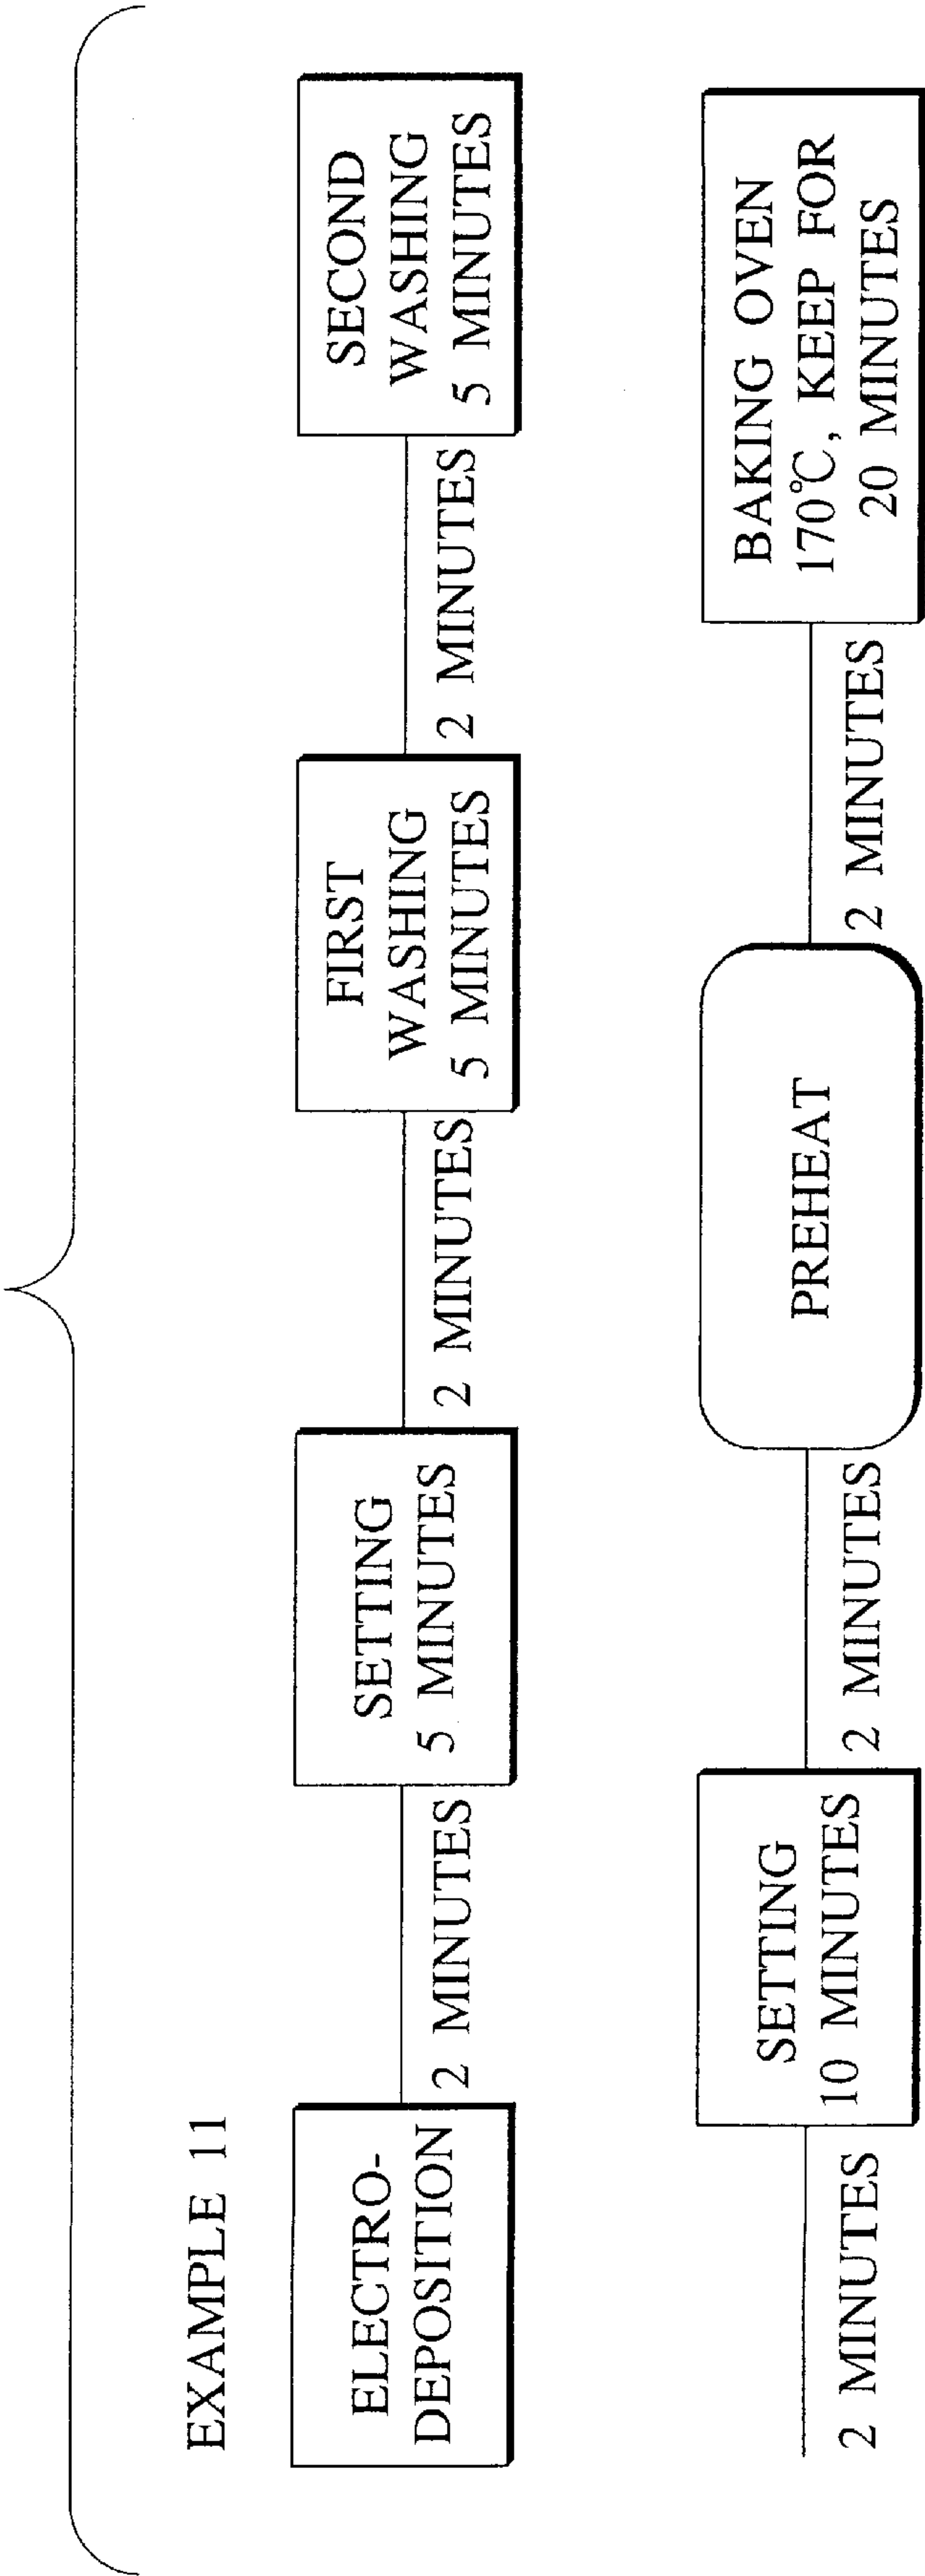 EXAMPLE 11
ELECTRO-
DEPOSITION
2 MINUTES
SETTING
5 MINUTES
2 MINUTES
FIRST
WASHING
5 MINUTES
2 MINUTES
SECOND
WASHING
5 MINUTES
2 MINUTES
SETTING
10 MINUTES
2 MINUTES
PREHEAT
2 MINUTES
BAKING OVEN
170℃, KEEP FOR
20 MINUTES